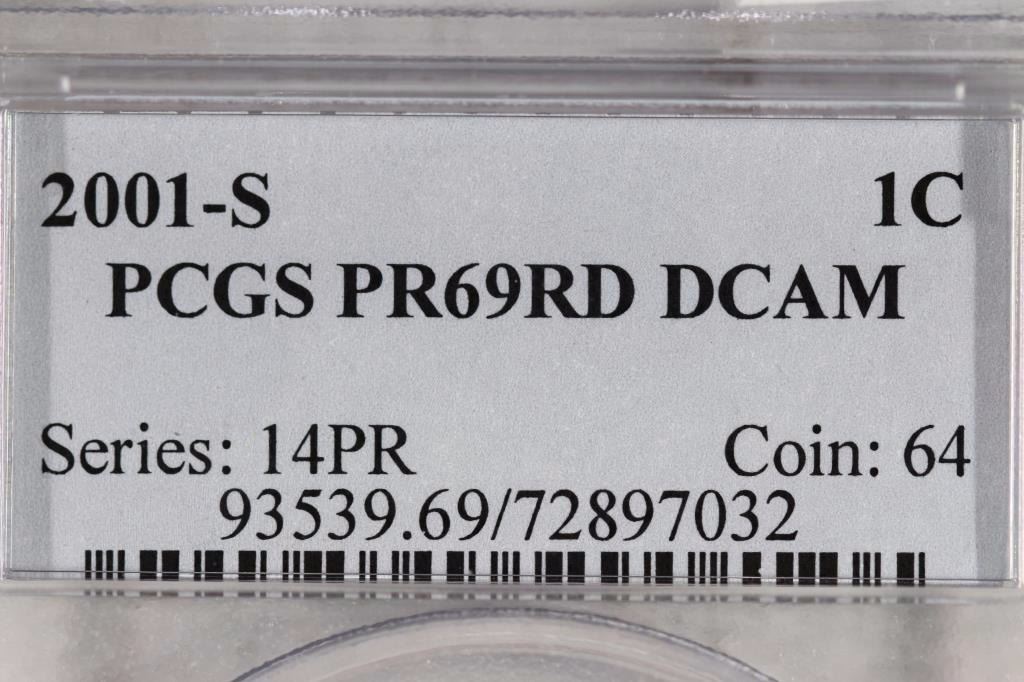 2001-S 1C
PCGS PR69RD DCAM
Series: 14PR Coin: 64
93539.69/72897032